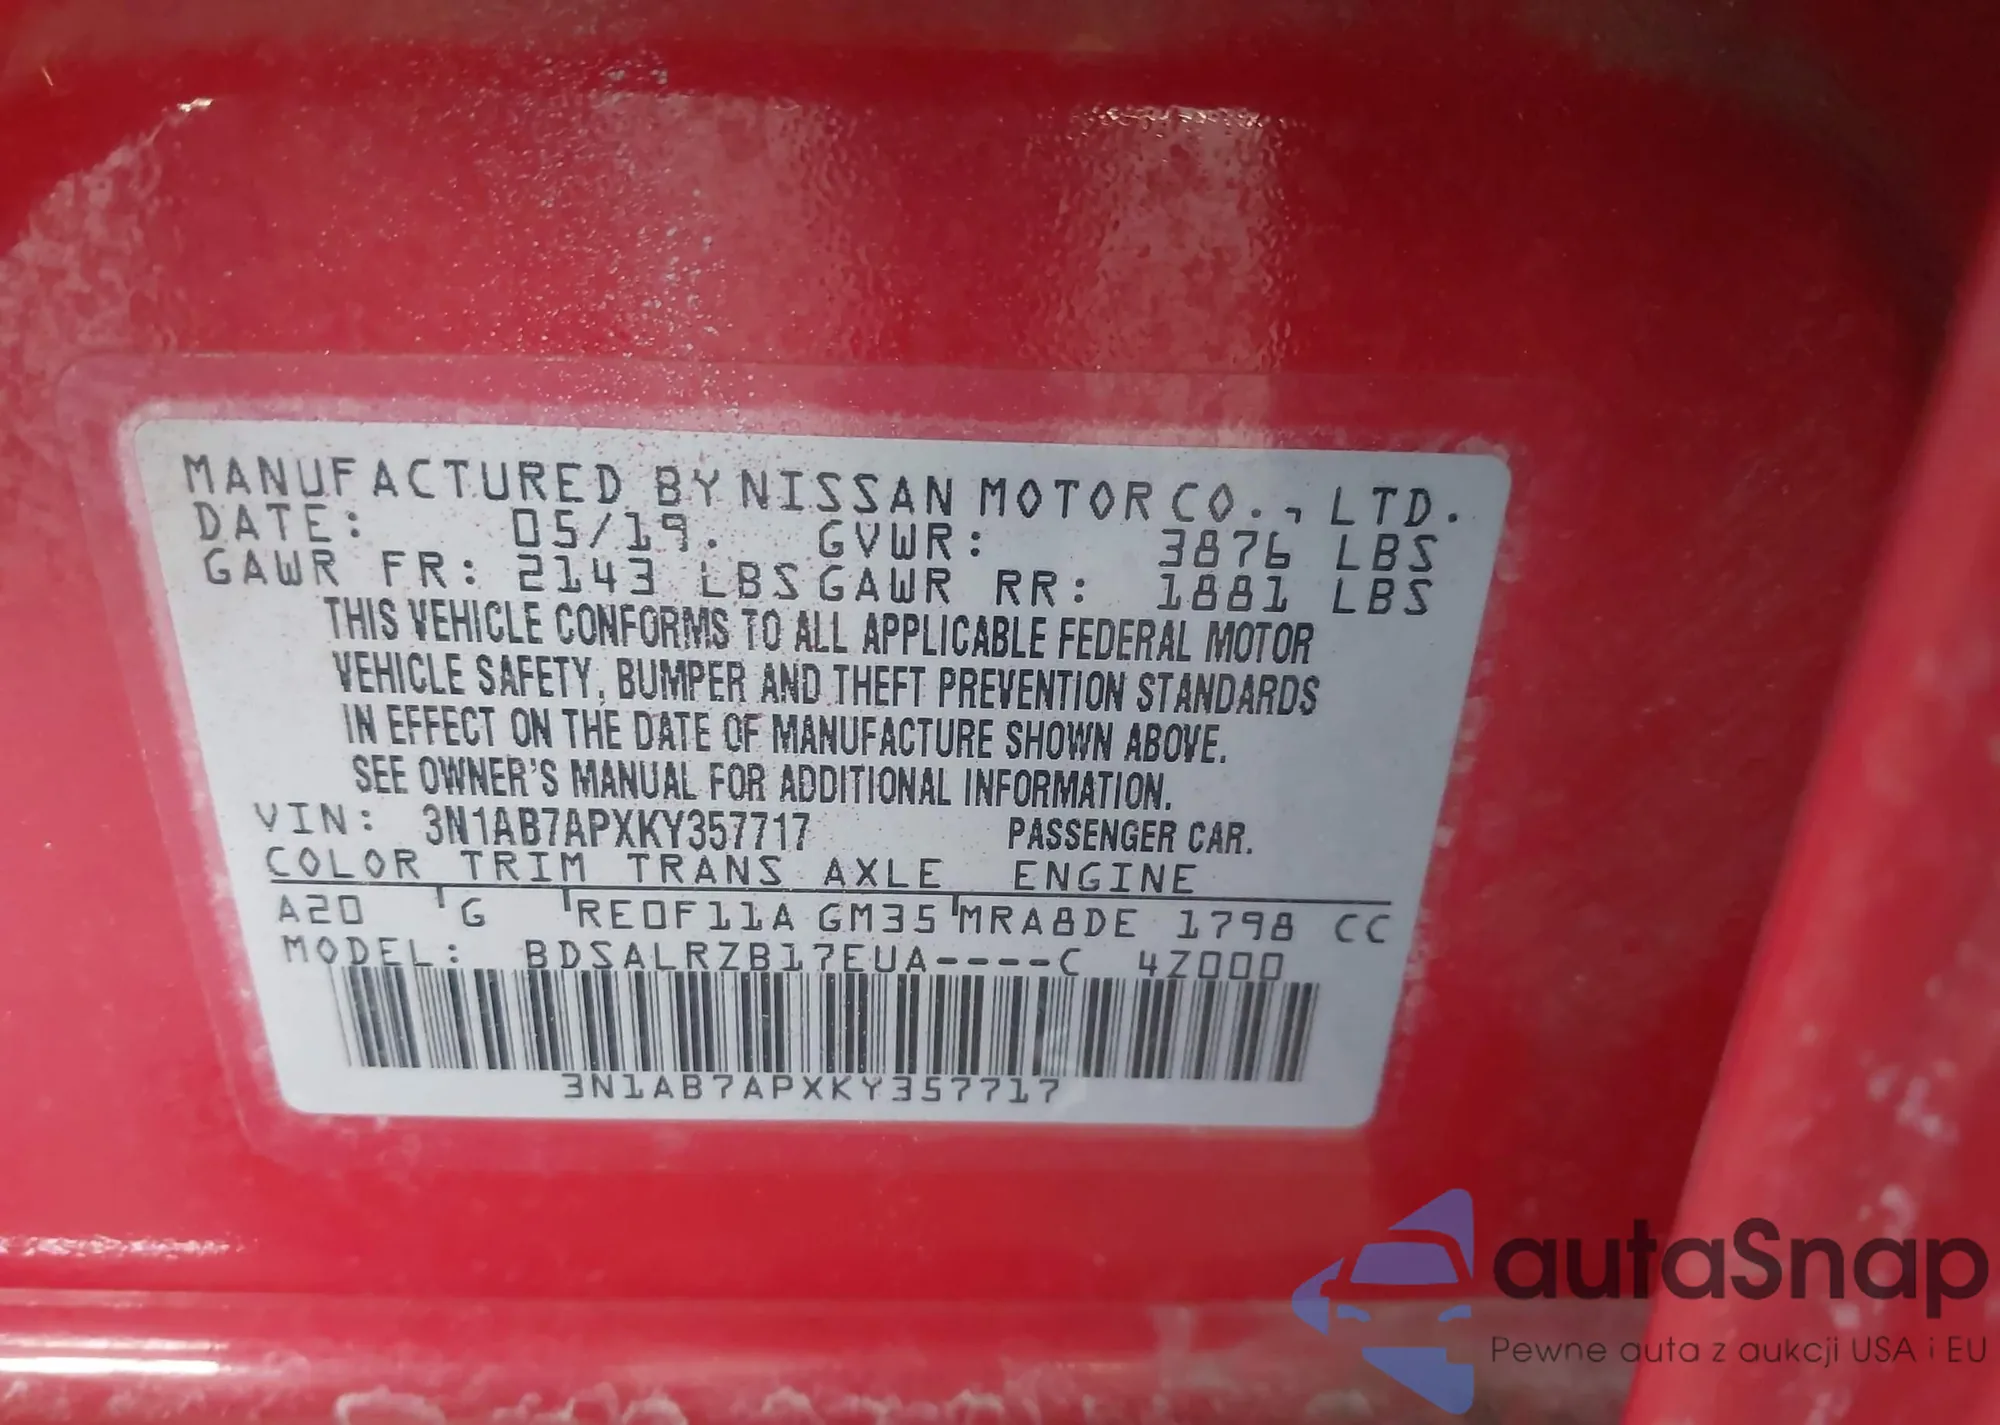 MANUFACTURED BY NISSAN MOTOR CO., LTD.
DATE: 05/19. GVWR: 3876 LBS
GAWR FR: 2143 LBS GAWR RR: 1881 LBS
THIS VEHICLE CONFORMS TO ALL APPLICABLE FEDERAL MOTOR
VEHICLE SAFETY, BUMPER AND THEFT PREVENTION STANDARDS
IN EFFECT ON THE DATE OF MANUFACTURE SHOWN ABOVE.
SEE OWNER'S MANUAL FOR ADDITIONAL INFORMATION.
VIN: 3N1AB7APXKY357717 PASSENGER CAR.
COLOR TRIM TRANS AXLE ENGINE
A20 G RE0F11A GM35 MRA8DE 1798 CC
MODEL: BDSALRZB17EUA----C 4Z000
3N1AB7APXKY357717
autaSnap
Pewne auta z aukcji USA i EU